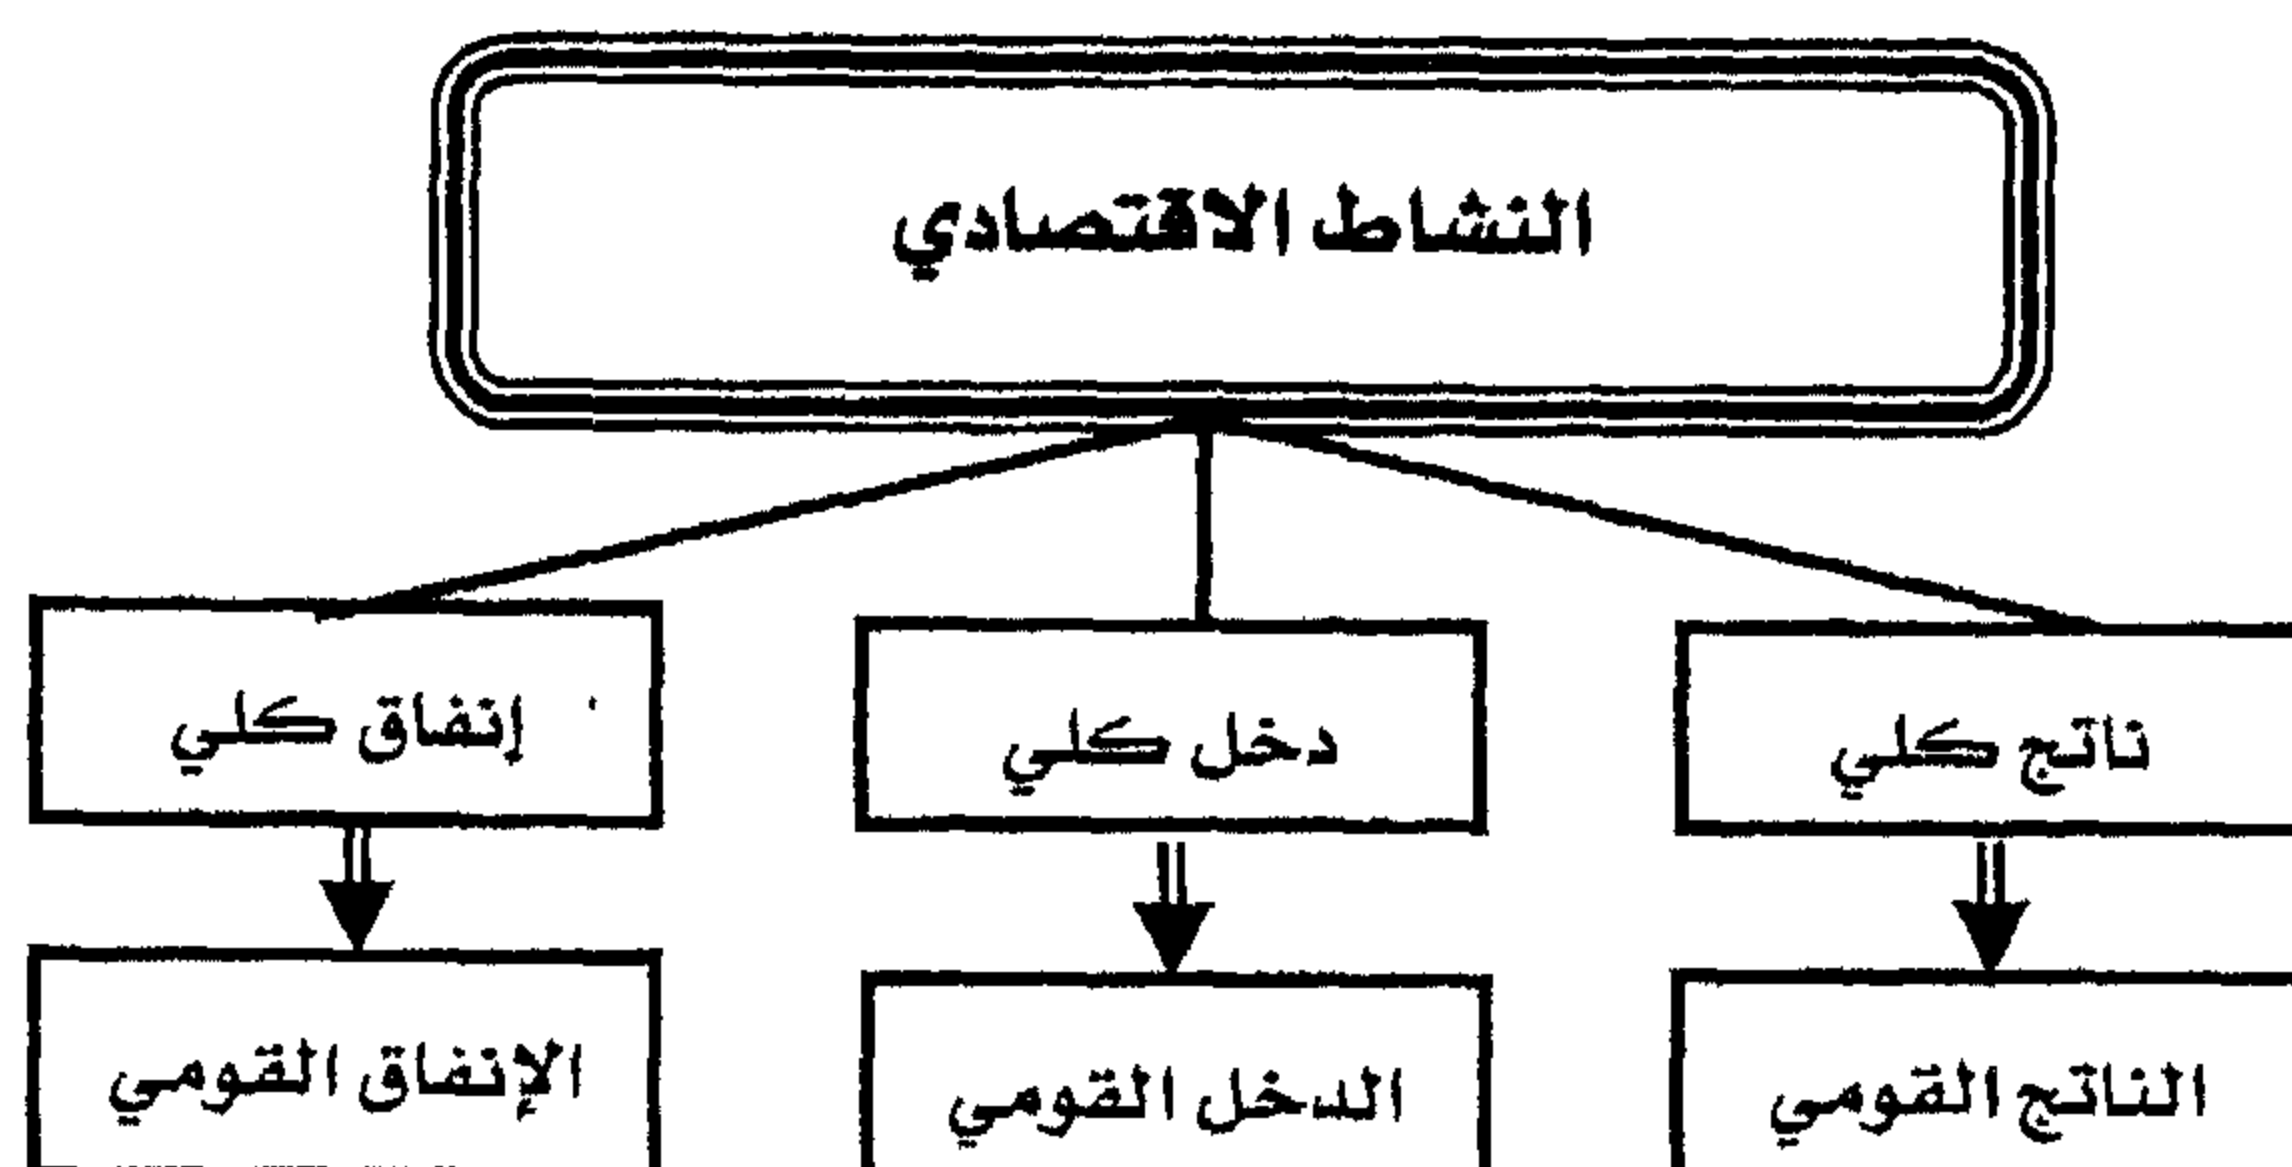 النشاط الاقتصادي
ناتج كلي
دخل كلي
إنفاق كلي
الناتج القومي
الدخل القومي
الإنفاق القومي